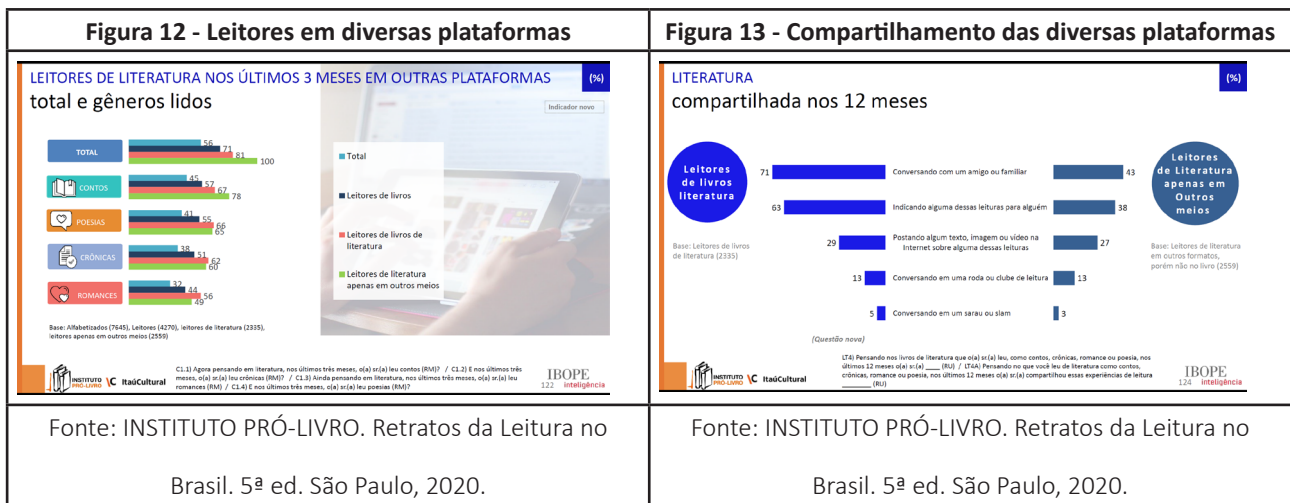 Figura 12 - Leitores em diversas plataformas
LEITORES DE LITERATURA NOS ÚLTIMOS 3 MESES EM OUTRAS PLATAFORMAS
(%)
total e gêneros lidos
Indicador novo
TOTAL
56
71
81
100
CONTOS
45
57
67
78
POESIAS
41
55
66
65
CRÔNICAS
38
51
62
60
ROMANCES
32
44
56
49
Total
Leitores de livros
Leitores de livros de
literatura
Leitores de literatura
apenas em outros meios
Base: Alfabetizados (7645), Leitores (4270), leitores de literatura (2335),
leitores apenas em outros meios (2559)
INSTITUTO
PRÓ-LIVRO
ItaúCultural
C1.1) Agora pensando em literatura, nos últimos três meses, o(a) sr.(a) leu contos (RM)? / C1.2) E nos últimos três
meses, o(a) sr.(a) leu crônicas (RM)? / C1.3) Ainda pensando em literatura, nos últimos três meses, o(a) sr.(a) leu
romances (RM) / C1.4) E nos últimos três meses, o(a) sr.(a) leu poesias (RM)?
IBOPE
122 inteligência
Fonte: INSTITUTO PRÓ-LIVRO. Retratos da Leitura no
Brasil. 5ª ed. São Paulo, 2020.
Figura 13 - Compartilhamento das diversas plataformas
LITERATURA
(%)
compartilhada nos 12 meses
Leitores
de livros
literatura
Base: Leitores de livros
de literatura (2335)
71
Conversando com um amigo ou familiar
43
63
Indicando alguma dessas leituras para alguém
38
29
Postando algum texto, imagem ou vídeo na
Internet sobre alguma dessas leituras
27
13
Conversando em uma roda ou clube de leitura
13
5
Conversando em um sarau ou slam
3
Leitores
de Literatura
apenas em
Outros
meios
Base: Leitores de literatura
em outros formatos,
porém não no livro (2559)
(Questão nova)
LT4) Pensando nos livros de literatura que o(a) sr.(a) leu, como contos, crônicas, romance ou poesia, nos
últimos 12 meses o(a) sr.(a) ____ (RU) / LT4A) Pensando no que você leu de literatura como contos,
crônicas, romance ou poesia, nos últimos 12 meses o(a) sr.(a) compartilhou essas experiências de leitura
________ (RU)
INSTITUTO
PRÓ-LIVRO
ItaúCultural
IBOPE
124 inteligência
Fonte: INSTITUTO PRÓ-LIVRO. Retratos da Leitura no
Brasil. 5ª ed. São Paulo, 2020.